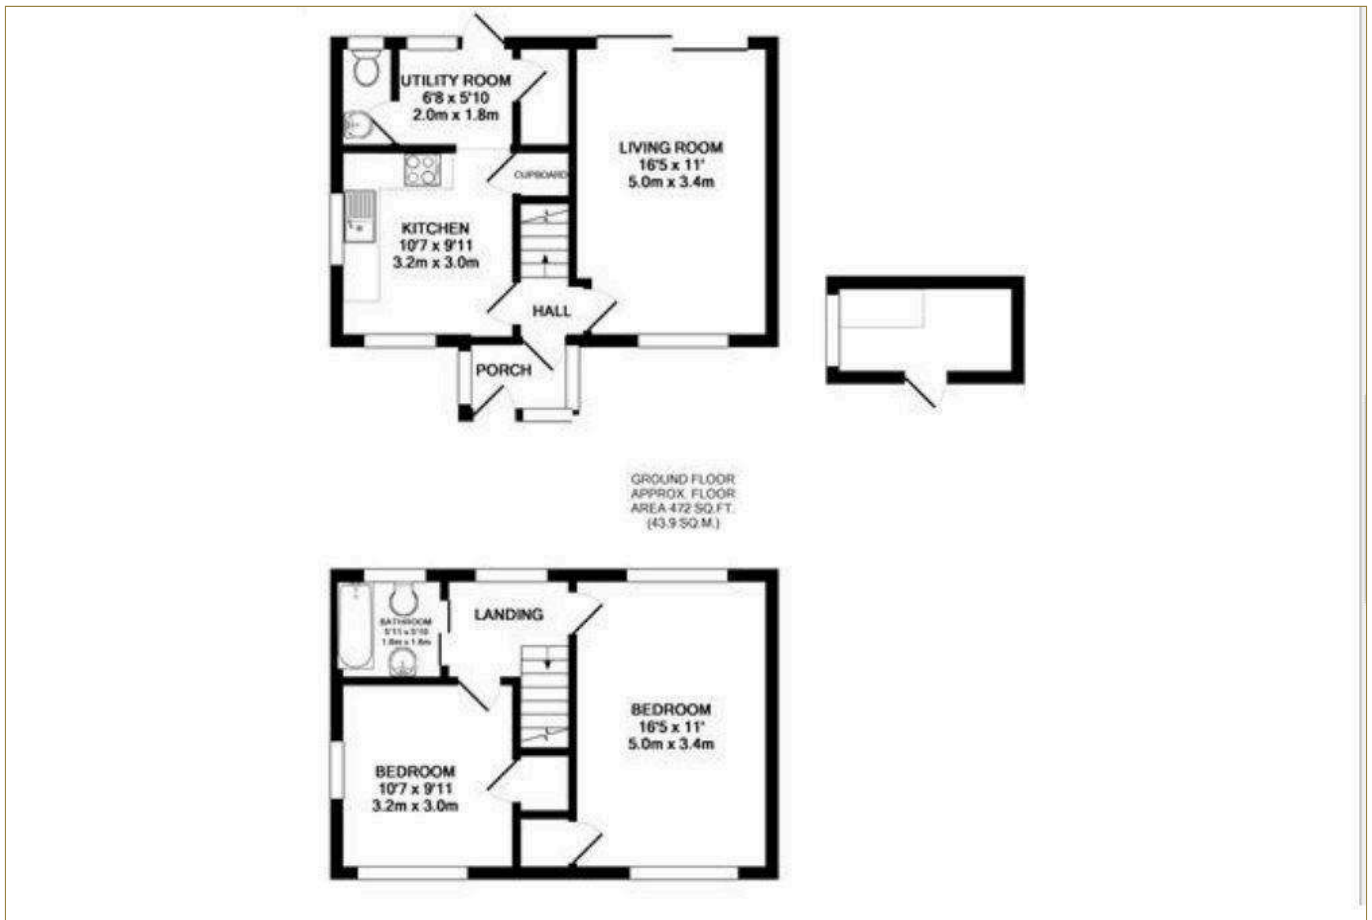 UTILITY ROOM
6'8 x 5'10
2.0m x 1.8m
LIVING ROOM
16'5 x 11'
5.0m x 3.4m
CUPBOARD
KITCHEN
10'7 x 9'11
3.2m x 3.0m
HALL
PORCH
GROUND FLOOR
APPROX. FLOOR
AREA 472 SQ.FT.
(43.9 SQ.M.)
BATHROOM
5'11 x 5'10
1.8m x 1.8m
LANDING
BEDROOM
16'5 x 11'
5.0m x 3.4m
BEDROOM
10'7 x 9'11
3.2m x 3.0m